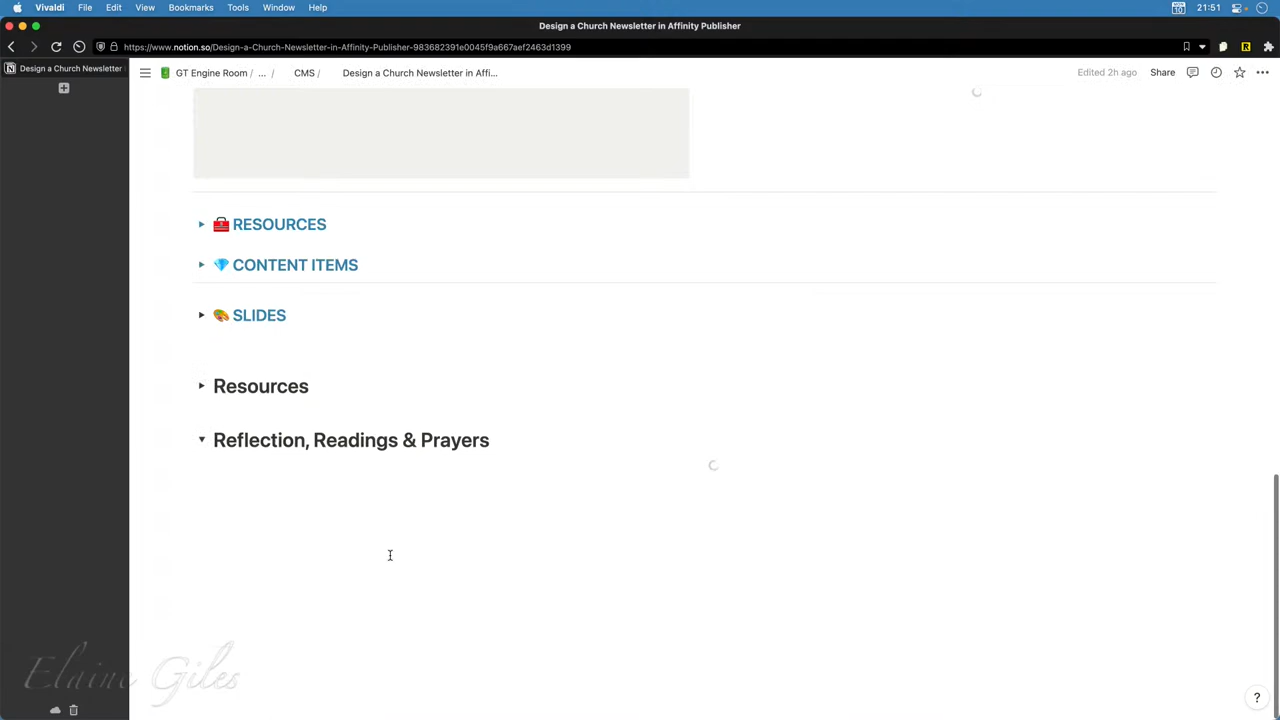 Vivaldi File Edit View Bookmarks Tools Window Help 21:51
Design a Church Newsletter in Affinity Publisher
https://www.notion.so/Design-a-Church-Newsletter-in-Affinity-Publisher-983682391e0045f9a667aef2463d1399
Design a Church Newsletter
GT Engine Room / ... / CMS / Design a Church Newsletter in Affi... Edited 2h ago Share
RESOURCES
CONTENT ITEMS
SLIDES
Resources
Reflection, Readings & Prayers
Elaine Giles
?